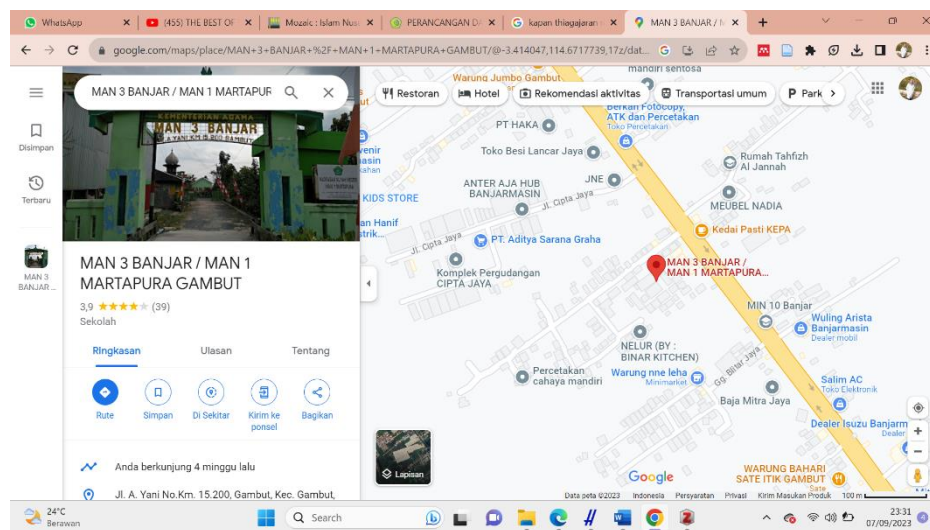 WhatsApp
(455) THE BEST OF
Mozaic : Islam Nus
PERANCANGAN DA
kapan thiagajaran
MAN 3 BANJAR / M
google.com/maps/place/MAN+3+BANJAR+%2F+MAN+1+MARTAPURA+GAMBUT/@-3.414047,114.6717739,17z/dat...
MAN 3 BANJAR / MAN 1 MARTAPUR
Disimpan
Terbaru
MAN 3
BANJAR ...
KEMENTERIAN AGAMA
MAN 3 BANJAR
MAN 3 BANJAR / MAN 1
MARTAPURA GAMBUT
3,9 ★★★★★ (39)
Sekolah
Ringkasan
Ulasan
Tentang
Rute
Simpan
Di Sekitar
Kirim ke
ponsel
Bagikan
Anda berkunjung 4 minggu lalu
Jl. A. Yani No.Km. 15.200, Gambut, Kec. Gambut,
Restoran
Hotel
Rekomendasi aktivitas
Transportasi umum
P Park
Warung Jumbo Gambut
mandiri sentosa
Berkah Fotocopy,
ATK dan Percetakan
Toko Percetakan
PT HAKA
Toko Besi Lancar Jaya
JNE
ANTER AJA HUB
BANJARMASIN
Jl. Cipta Jaya
KIDS STORE
Rumah Tahfizh
Al Jannah
MEUBEL NADIA
Kedai Pasti KEPA
an Hanif
trik...
Jl. Cipta Jaya
PT. Aditya Sarana Graha
Komplek Pergudangan
CIPTA JAYA
MAN 3 BANJAR /
MAN 1 MARTAPURA...
MIN 10 Banjar
Wuling Arista
Banjarmasin
Dealer mobil
NELUR (BY :
BINAR KITCHEN)
Percetakan
cahaya mandiri
Warung nne leha
Minimarket
Gg. Blitar Jaya
Baja Mitra Jaya
Salim AC
Toko Elektronik
Dealer Isuzu Banjarm
Dealer
WARUNG BAHARI
SATE ITIK GAMBUT
Sate
Lapisan
Google
Data peta ©2023
Indonesia
Persyaratan
Privasi
Kirim Masukan Produk
100 m
24°C
Berawan
Search
23:31
07/09/2023